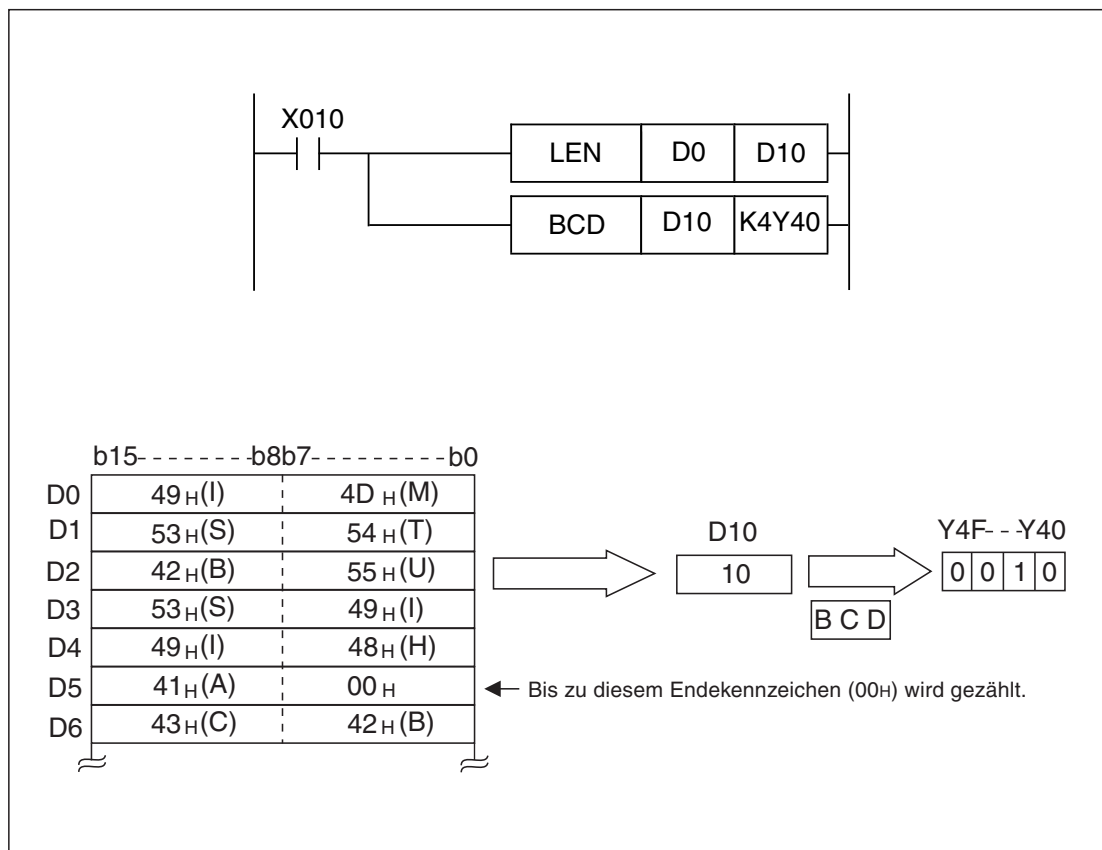 X010
LEN D0 D10
BCD D10 K4Y40
b15 - - - - - - - b8 b7 - - - - - - - - - b0
D0 49H(I) 4DH(M)
D1 53H(S) 54H(T)
D2 42H(B) 55H(U)
D3 53H(S) 49H(I)
D4 49H(I) 48H(H)
D5 41H(A) 00H
D6 43H(C) 42H(B)
D10
10
BCD
Y4F - - - Y40
0 0 1 0
Bis zu diesem Endekennzeichen (00H) wird gezählt.